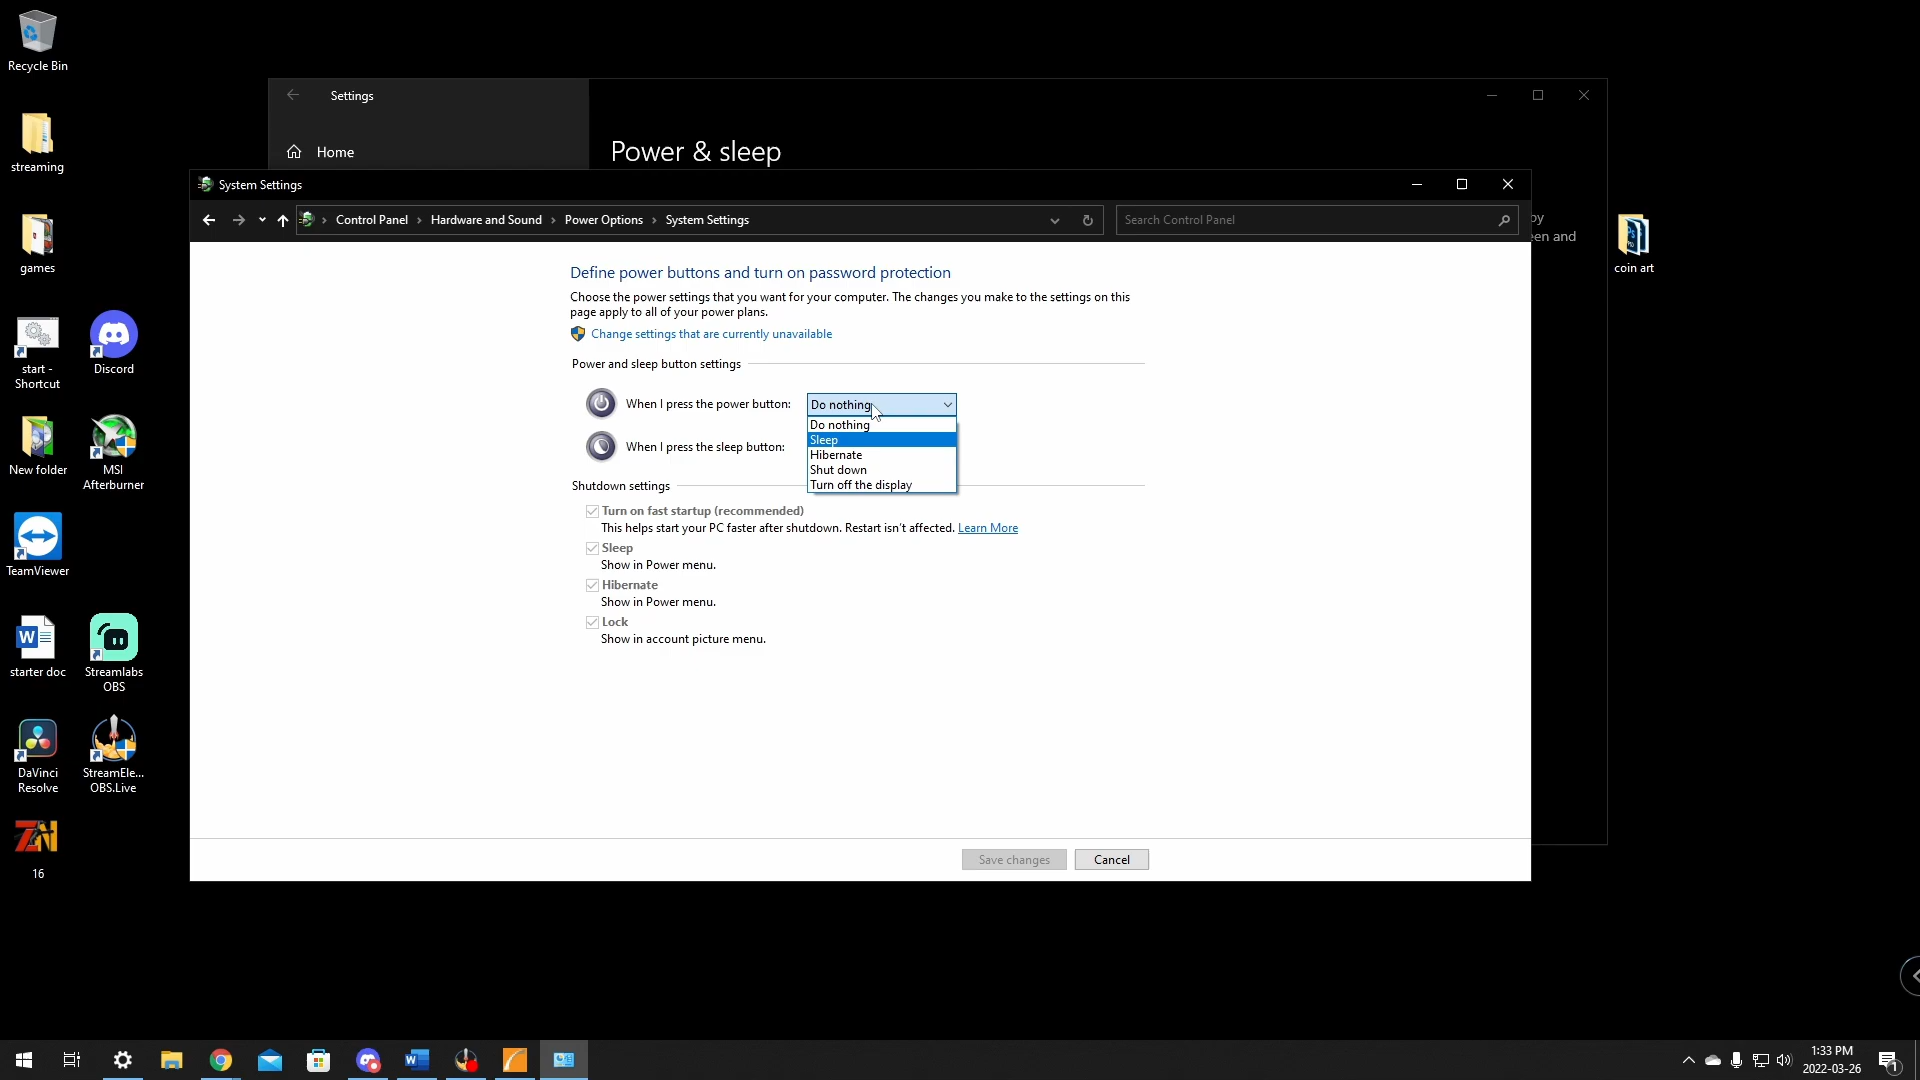 Recycle Bin
streaming
games
start -
Shortcut
Discord
New folder
MSI
Afterburner
TeamViewer
starter doc
Streamlabs
OBS
DaVinci
Resolve
StreamEle...
OBS.Live
16
coin art
Settings
Home
Power & sleep
by
een and
System Settings
Control Panel › Hardware and Sound › Power Options › System Settings
Search Control Panel
Define power buttons and turn on password protection
Choose the power settings that you want for your computer. The changes you make to the settings on this
page apply to all of your power plans.
Change settings that are currently unavailable
Power and sleep button settings
When I press the power button:
Do nothing
Do nothing
Sleep
Hibernate
Shut down
Turn off the display
When I press the sleep button:
Shutdown settings
Turn on fast startup (recommended)
This helps start your PC faster after shutdown. Restart isn't affected. Learn More
Sleep
Show in Power menu.
Hibernate
Show in Power menu.
Lock
Show in account picture menu.
Save changes
Cancel
1:33 PM
2022-03-26
1